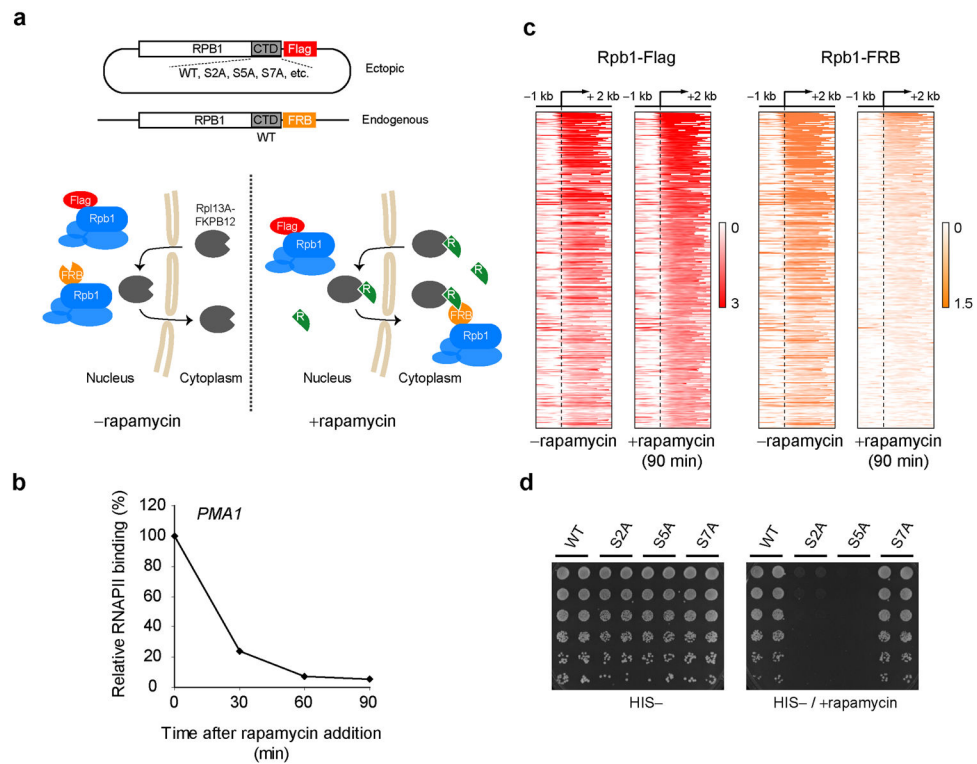 a
RPB1 CTD Flag
WT, S2A, S5A, S7A, etc.
Ectopic
RPB1 CTD FRB
Endogenous
WT
Flag
Rpb1
FRB
Rpb1
Rpl13A-
FKPB12
Nucleus Cytoplasm
–rapamycin
Flag
Rpb1
R
R
R
R
R
FRB
Rpb1
Nucleus Cytoplasm
+rapamycin
b
PMA1
Relative RNAPII binding (%)
120
100
80
60
40
20
0
0 30 60 90
Time after rapamycin addition
(min)
c
Rpb1-Flag Rpb1-FRB
–1 kb + 2 kb –1 kb +2 kb –1 kb +2 kb –1 kb +2 kb
0
3
0
1.5
–rapamycin +rapamycin –rapamycin +rapamycin
(90 min) (90 min)
d
WT S2A S5A S7A WT S2A S5A S7A
HIS– HIS– / +rapamycin